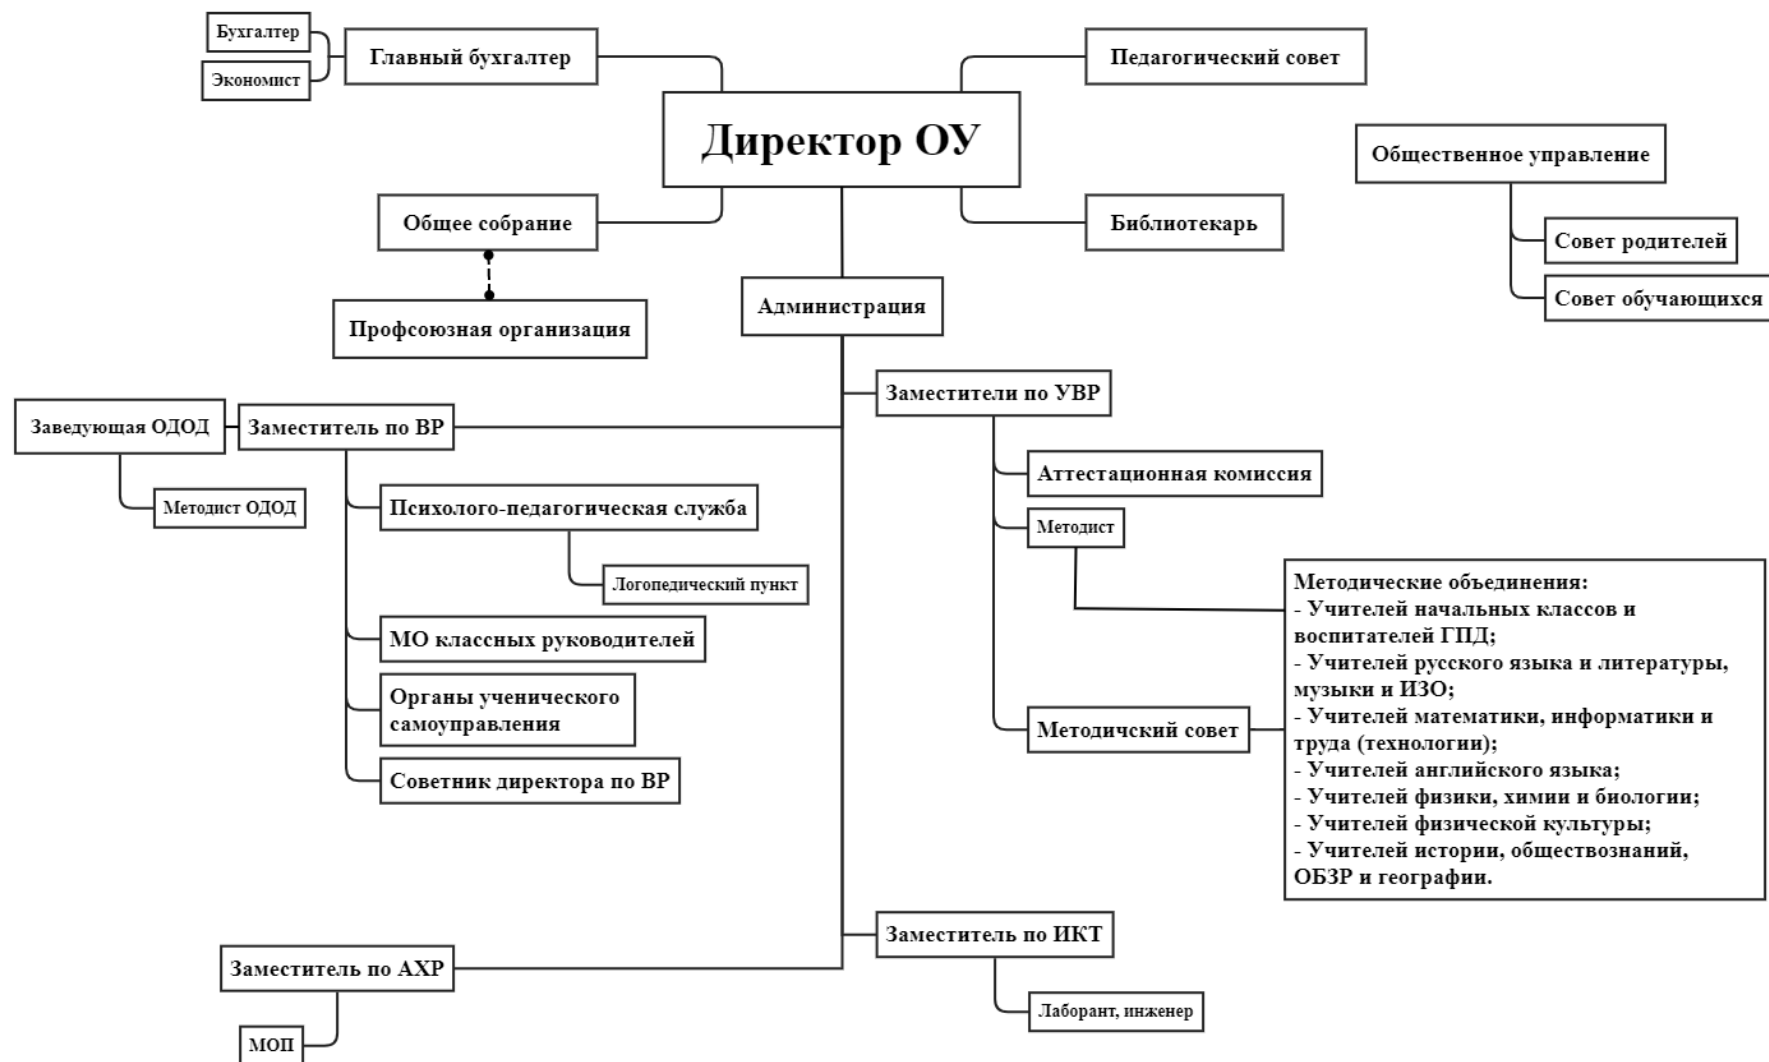 Бухгалтер
Главный бухгалтер
Педагогический совет
Экономист
Директор ОУ
Общественное управление
Общее собрание
Библиотекарь
Совет родителей
Администрация
Совет обучающихся
Профсоюзная организация
Заместители по УВР
Заведующая ОДОД
Заместитель по ВР
Аттестационная комиссия
Методист ОДОД
Психолого-педагогическая служба
Методист
Логопедический пункт
Методические объединения:
- Учителей начальных классов и
воспитателей ГПД;
- Учителей русского языка и литературы,
музыки и ИЗО;
- Учителей математики, информатики и
труда (технологии);
- Учителей английского языка;
- Учителей физики, химии и биологии;
- Учителей физической культуры;
- Учителей истории, обществознаний,
ОБЗР и географии.
МО классных руководителей
Органы ученического
самоуправления
Методичский совет
Советник директора по ВР
Заместитель по ИКТ
Заместитель по АХР
Лаборант, инженер
МОП